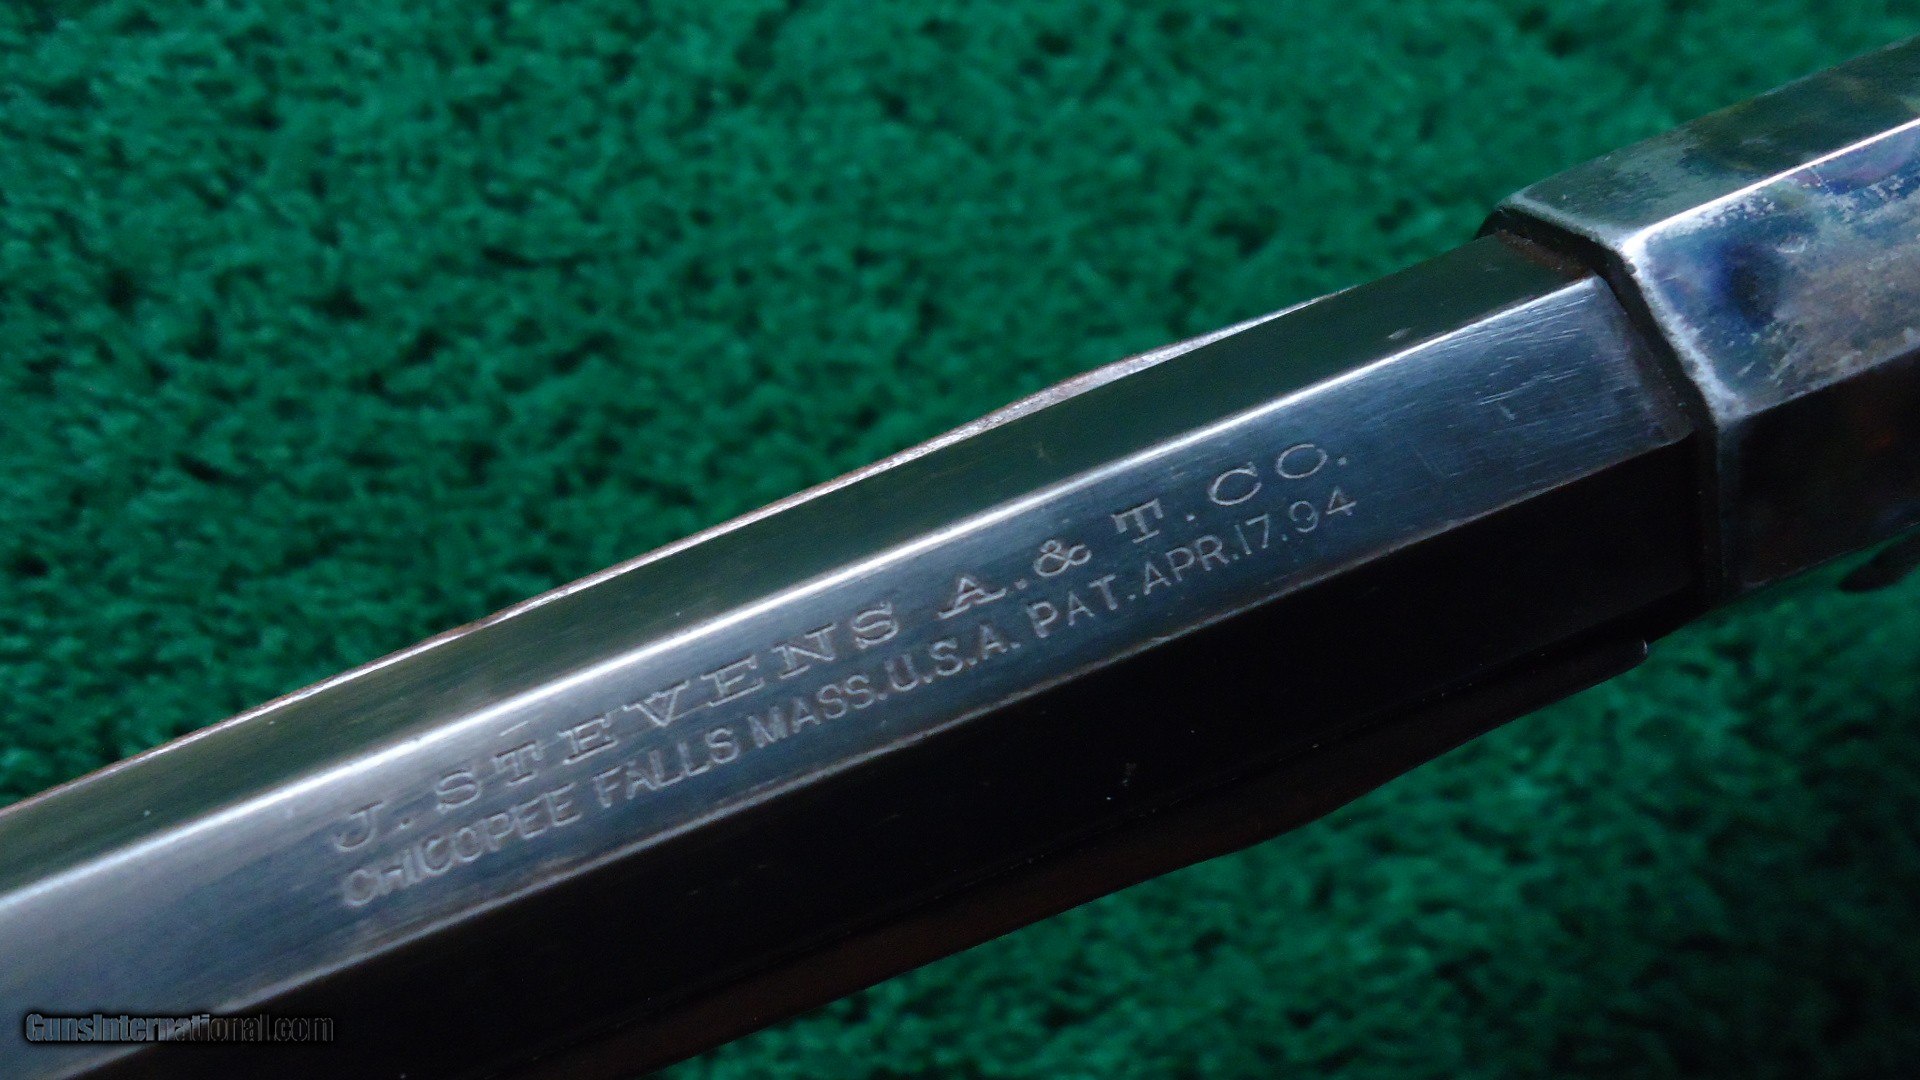 J. STEVENS A. & T. CO.
CHICOPEE FALLS MASS.U.S.A. PAT.APR.17.94
GunsInternational.com